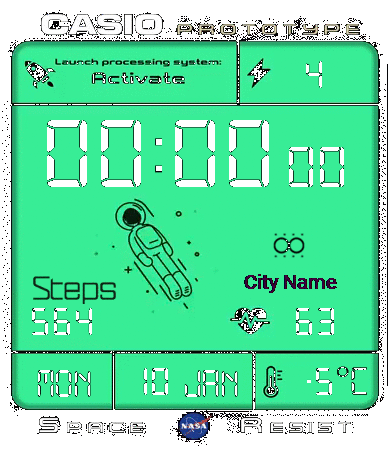 CASIO PROTOTYPE
Launch processing system:
Activate
4
00:00 00
City Name
Steps
564
63
MON
10 JAN
-5°C
Space NASA Resist